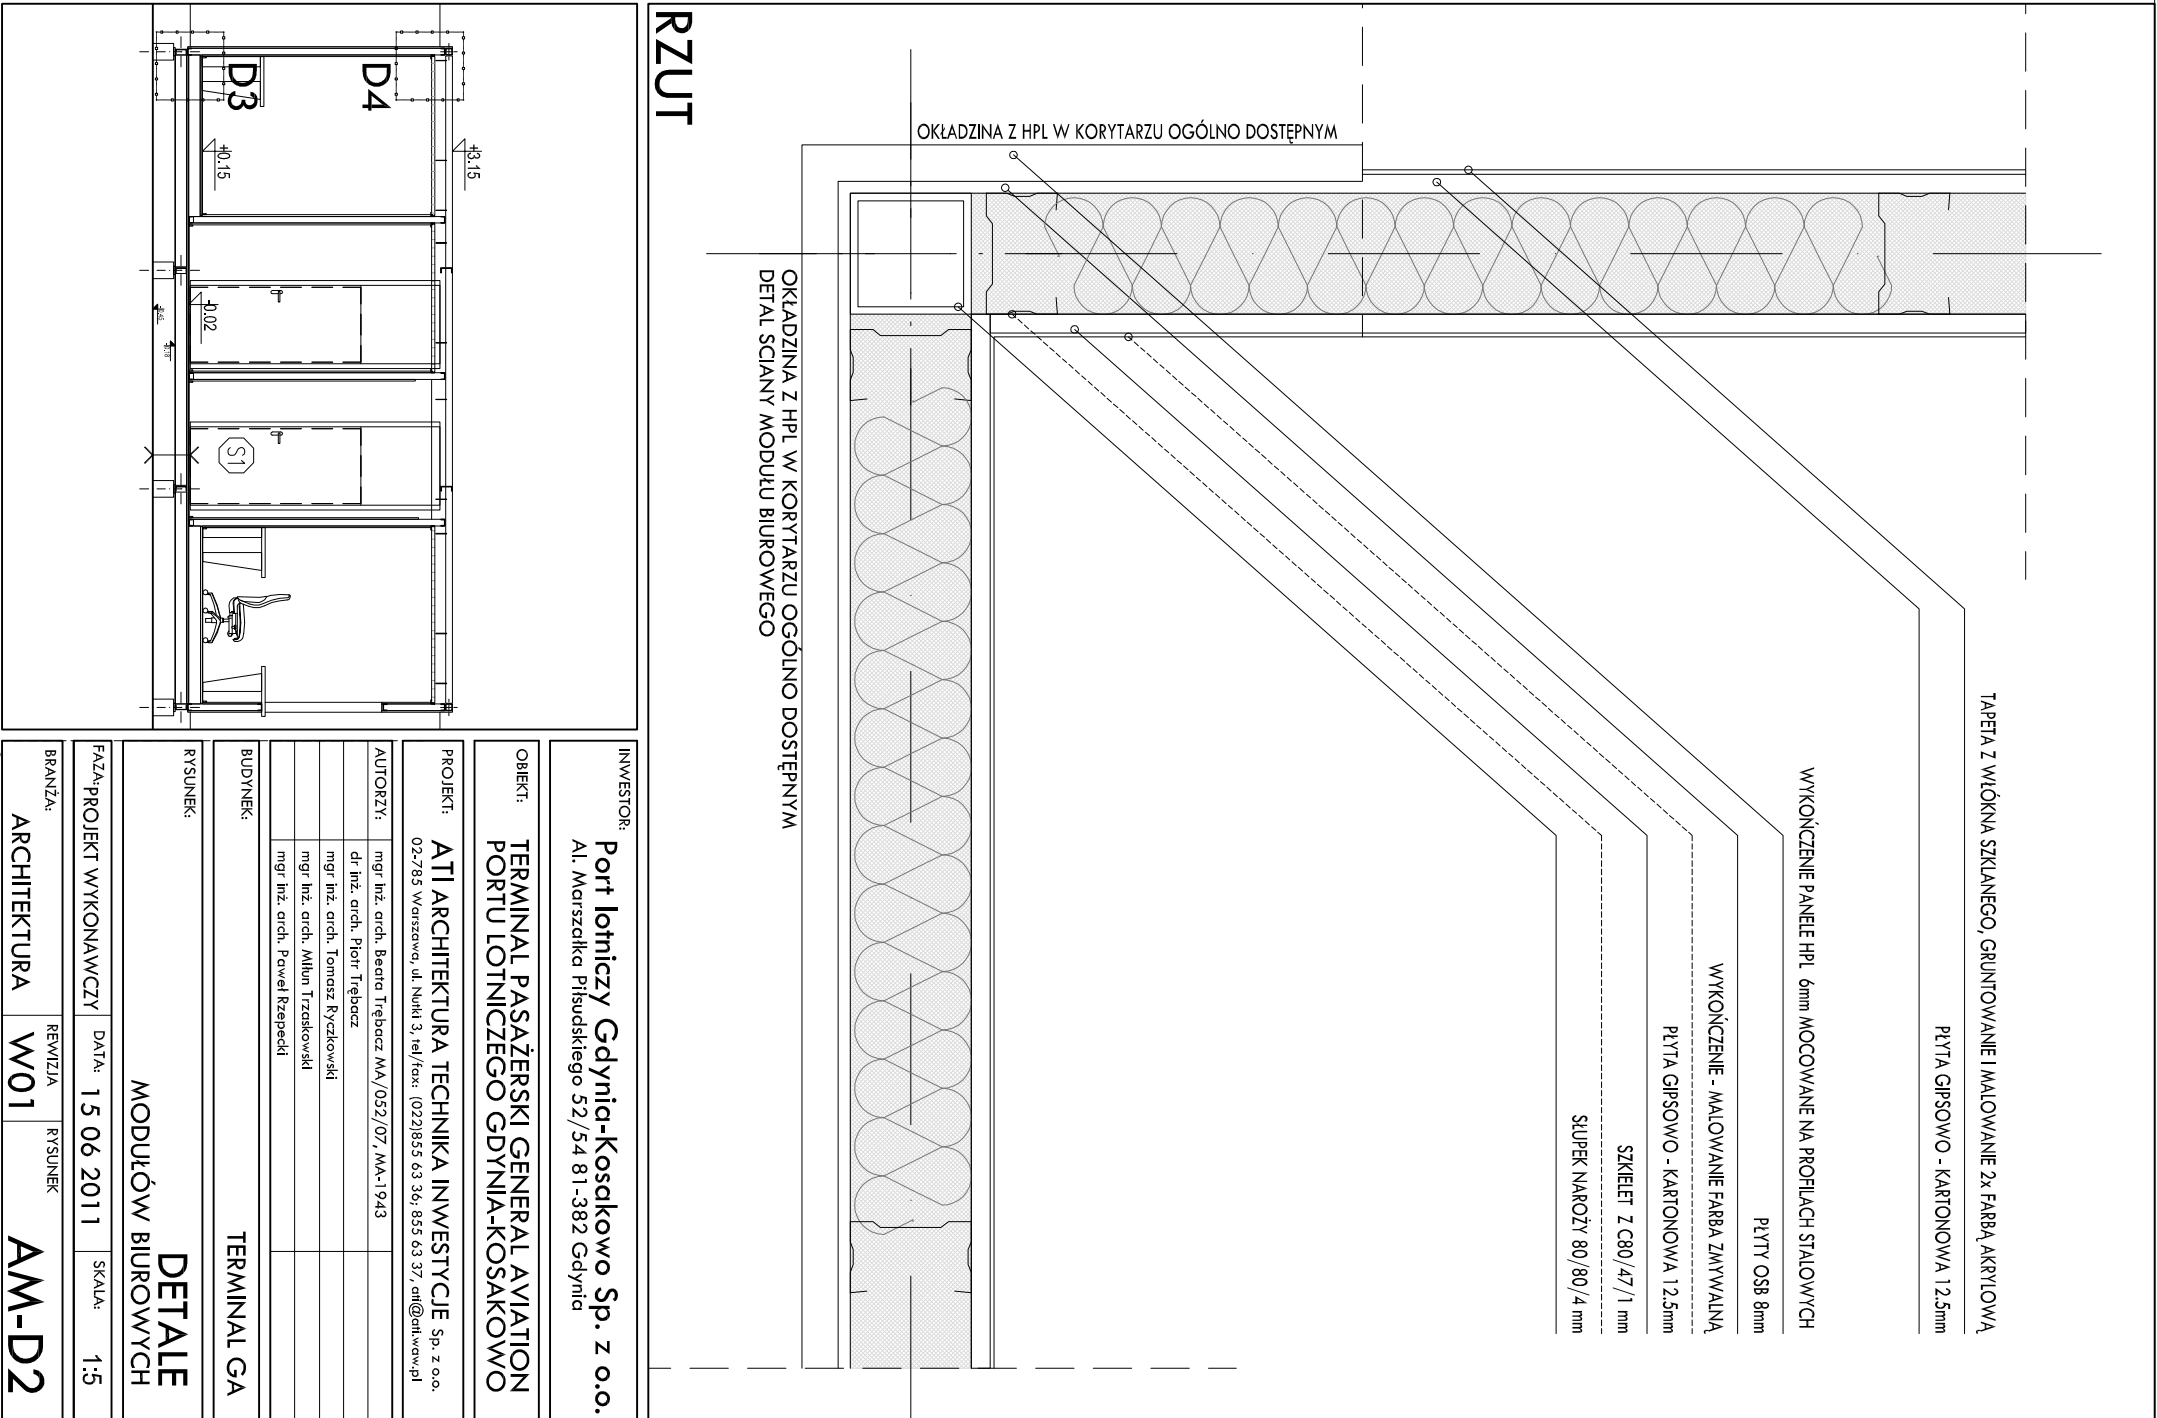 RZUT
OKŁADZINA Z HPL W KORYTARZU OGÓLNO DOSTĘPNYM
OKŁADZINA Z HPL W KORYTARZU OGÓLNO DOSTĘPNYM
DETAL SCIANY MODUŁU BIUROWEGO
TAPETA Z WŁÓKNA SZKLANEGO, GRUNTOWANIE I MALOWANIE 2x FARBĄ AKRYLOWĄ
PŁYTA GIPSOWO - KARTONOWA 12.5mm
WYKOŃCZENIE PANELE HPL 6mm MOCOWANE NA PROFILACH STALOWYCH
PŁYTY OSB 8mm
WYKOŃCZENIE - MALOWANIE FARBA ZMYWALNĄ
PŁYTA GIPSOWO - KARTONOWA 12.5mm
SZKIELET Z C80/47/1 mm
SŁUPEK NAROŻY 80/80/4 mm
D4
D3
+3.15
+0.15
-0.02
-0.18
S1
INWESTOR:
Port lotniczy Gdynia-Kosakowo Sp. z o.o.
Al. Marszałka Piłsudskiego 52/54 81-382 Gdynia
OBIEKT:
TERMINAL PASAŻERSKI GENERAL AVIATION
PORTU LOTNICZEGO GDYNIA-KOSAKOWO
PROJEKT:
ATI ARCHITEKTURA TECHNIKA INWESTYCJE Sp. z o.o.
02-785 Warszawa, ul. Nutki 3, tel/fax: (022)855 63 36; 855 63 37, ati@ati.waw.pl
AUTORZY:
mgr inż. arch. Beata Trębacz MA/052/07, MA-1943
dr inż. arch. Piotr Trębacz
mgr inż. arch. Tomasz Ryczkowski
mgr inż. arch. Miłun Trzaskowski
mgr inż. arch. Paweł Rzepecki
BUDYNEK:
TERMINAL GA
RYSUNEK:
DETALE
MODUŁÓW BIUROWYCH
FAZA: PROJEKT WYKONAWCZY
DATA: 15 06 2011
SKALA: 1:5
BRANŻA:
ARCHITEKTURA
REWIZJA
W01
RYSUNEK
AM-D2